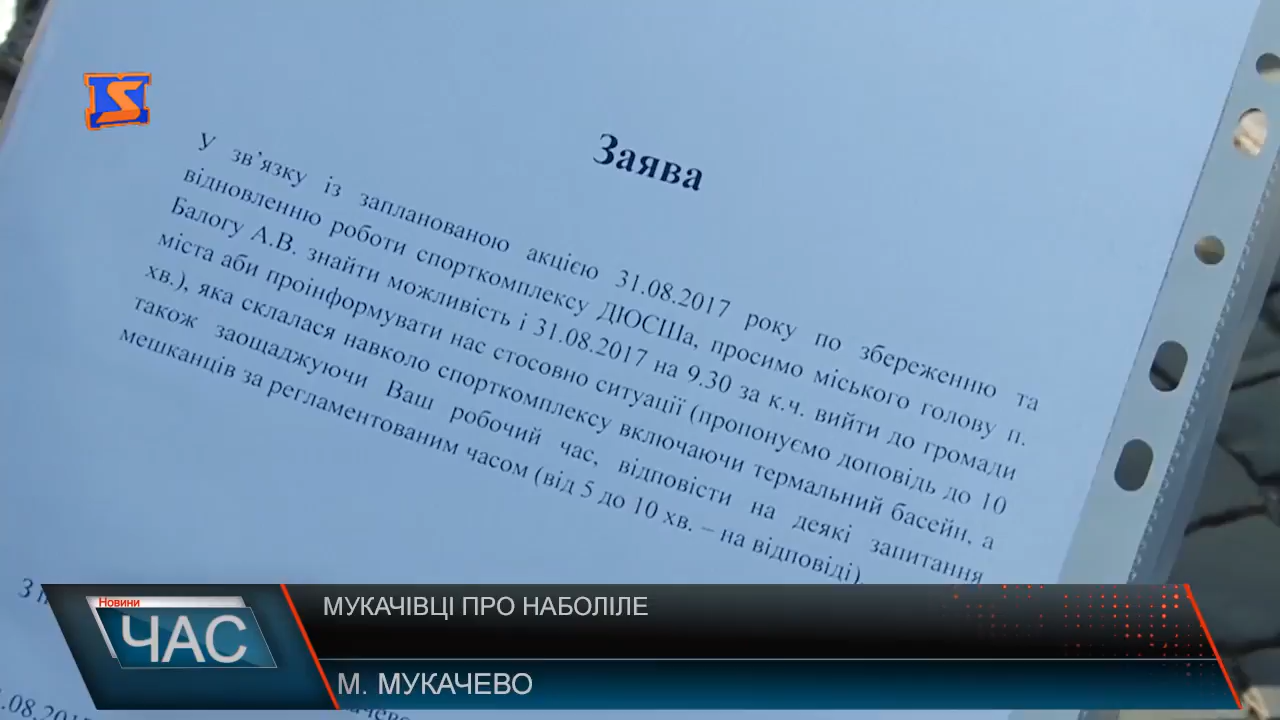 Заява
У зв’язку із запланованою акцією 31.08.2017 року по збереженню та
відновленню роботи спорткомплексу ДЮСШа, просимо міського голову п.
Балогу А.В. знайти можливість і 31.08.2017 на 9.30 за к.ч. вийти до громади
міста аби проінформувати нас стосовно ситуації (пропонуємо доповідь до 10
хв.), яка склалася навколо спорткомплексу включаючи термальний басейн, а
також заощаджуючи Ваш робочий час, відповісти на деякі запитання
мешканців за регламентованим часом (від 5 до 10 хв. – на відповіді).
Новини
ЧАС
МУКАЧІВЦІ ПРО НАБОЛІЛЕ
М. МУКАЧЕВО